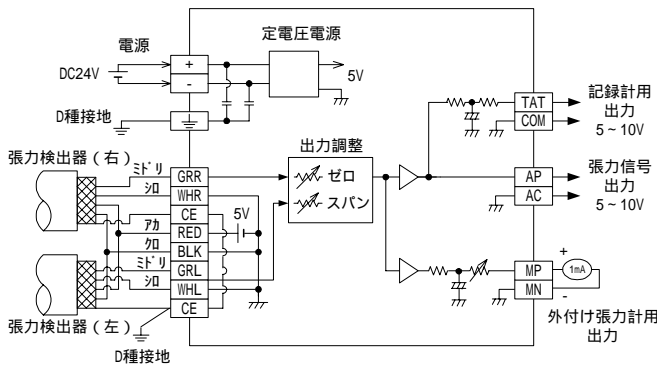 電源
定電圧電源
DC24V
+
-
5V
D種接地
張力検出器(右)
ミドリ
シロ
アカ
クロ
ミドリ
シロ
張力検出器(左)
D種接地
GRR
WHR
CE
RED
BLK
GRL
WHL
CE
5V
出力調整
ゼロ
スパン
TAT
COM
記録計用
出力
5~10V
AP
AC
張力信号
出力
5~10V
MP
MN
+
1mA
-
外付け張力計用
出力